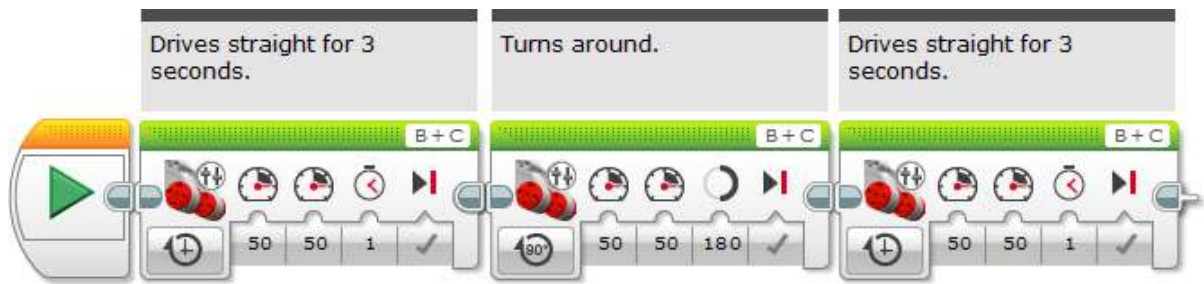 Drives straight for 3
seconds.
Turns around.
Drives straight for 3
seconds.
B+C
B+C
B+C
50 50 1
90°
50 50 180
50 50 1